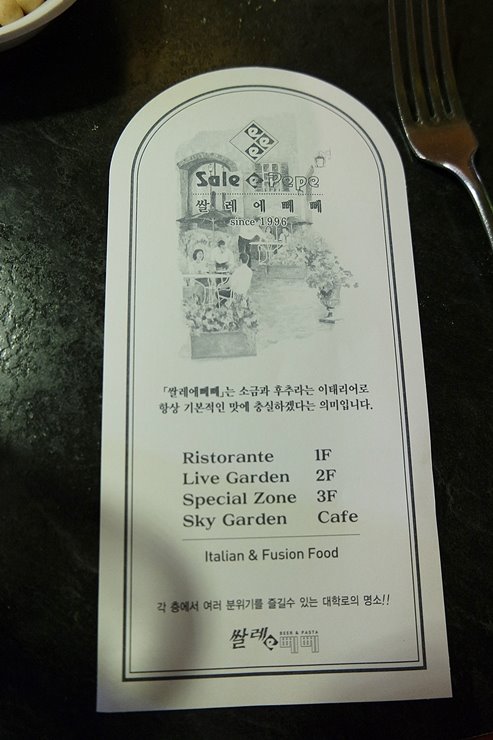 Sale e Pepe
쌀레에뻬뻬
since 1996
「쌀레에뻬뻬」는 소금과 후추라는 이태리어로
항상 기본적인 맛에 충실하겠다는 의미입니다.
Ristorante 1F
Live Garden 2F
Special Zone 3F
Sky Garden Cafe
Italian & Fusion Food
각 층에서 여러 분위기를 즐길수 있는 대학로의 명소!!
쌀레e뻬뻬
BEER & PASTA